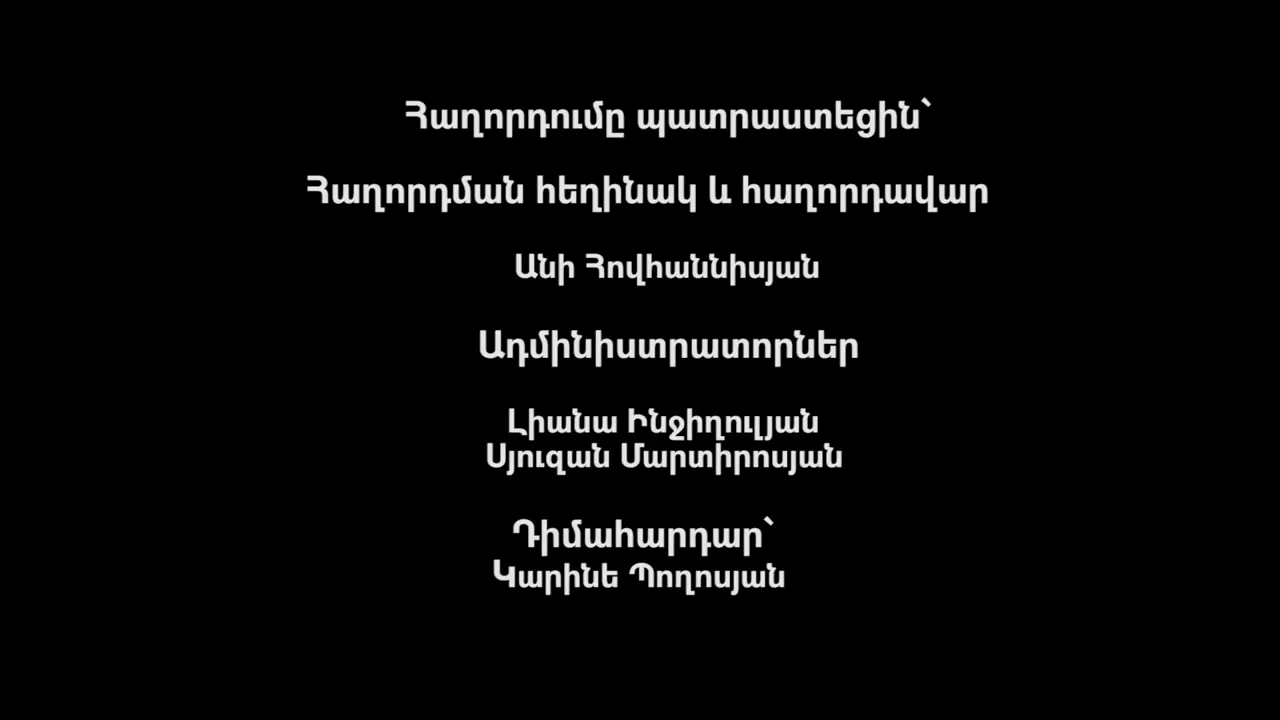 Հաղորդումը պատրաստեցին՝
Հաղորդման հեղինակ և հաղորդավար
Անի Հովհաննիսյան
Ադմինիստրատորներ
Լիանա Ինջիղուլյան
Սյուզան Մարտիրոսյան
Դիմահարդար՝
Կարինե Պողոսյան